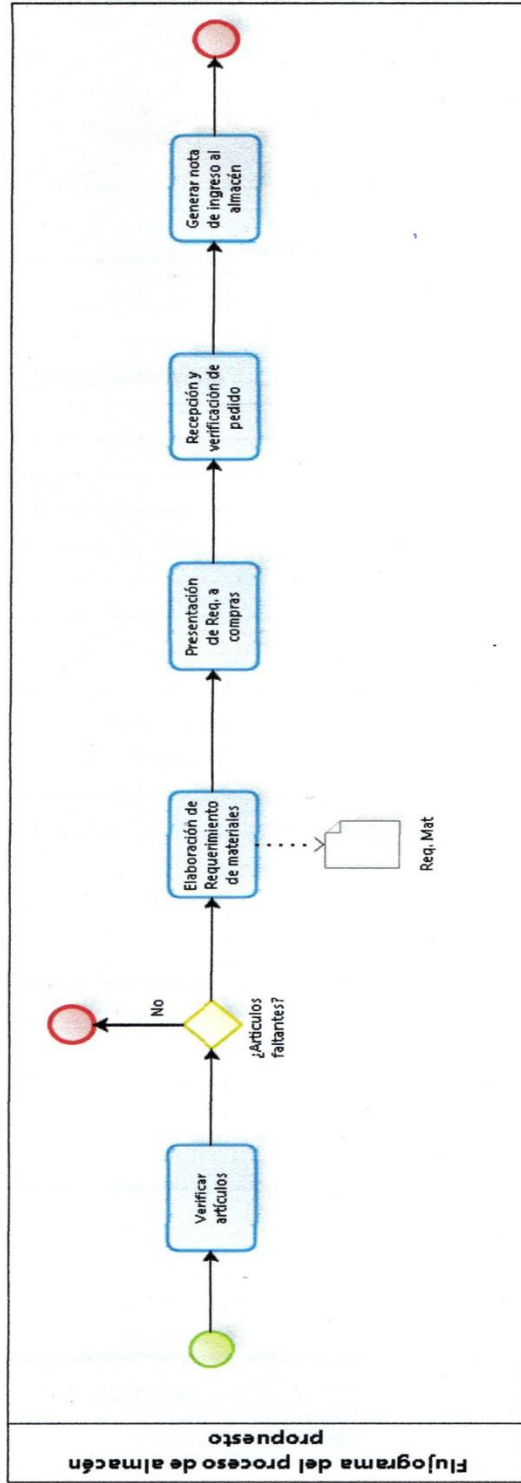 Flujograma del proceso de almacén
propuesto
Verificar
artículos
¿Artículos
faltantes?
No
Elaboración de
Requerimiento
de materiales
Req. Mat
Presentación
de Req. a
compras
Recepción y
verificación de
pedido
Generar nota
de ingreso al
almacén